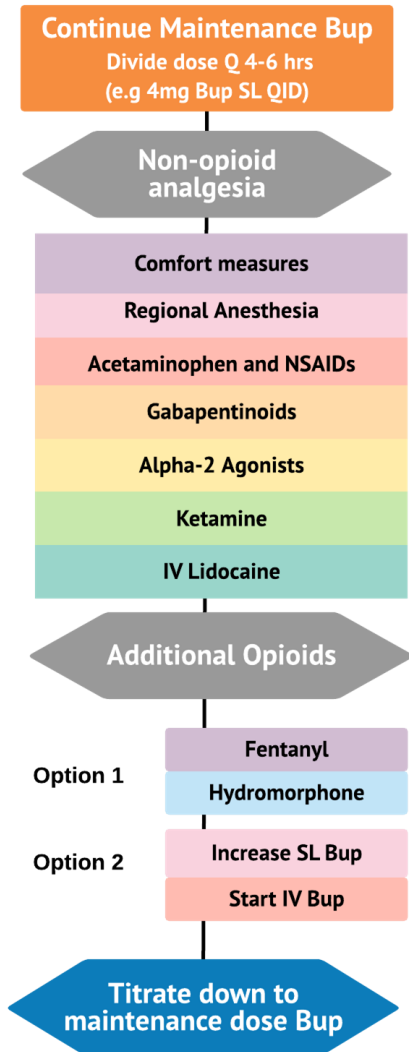 Continue Maintenance Bup
Divide dose Q 4-6 hrs
(e.g 4mg Bup SL QID)
Non-opioid
analgesia
Comfort measures
Regional Anesthesia
Acetaminophen and NSAIDs
Gabapentinoids
Alpha-2 Agonists
Ketamine
IV Lidocaine
Additional Opioids
Option 1
Fentanyl
Hydromorphone
Option 2
Increase SL Bup
Start IV Bup
Titrate down to
maintenance dose Bup